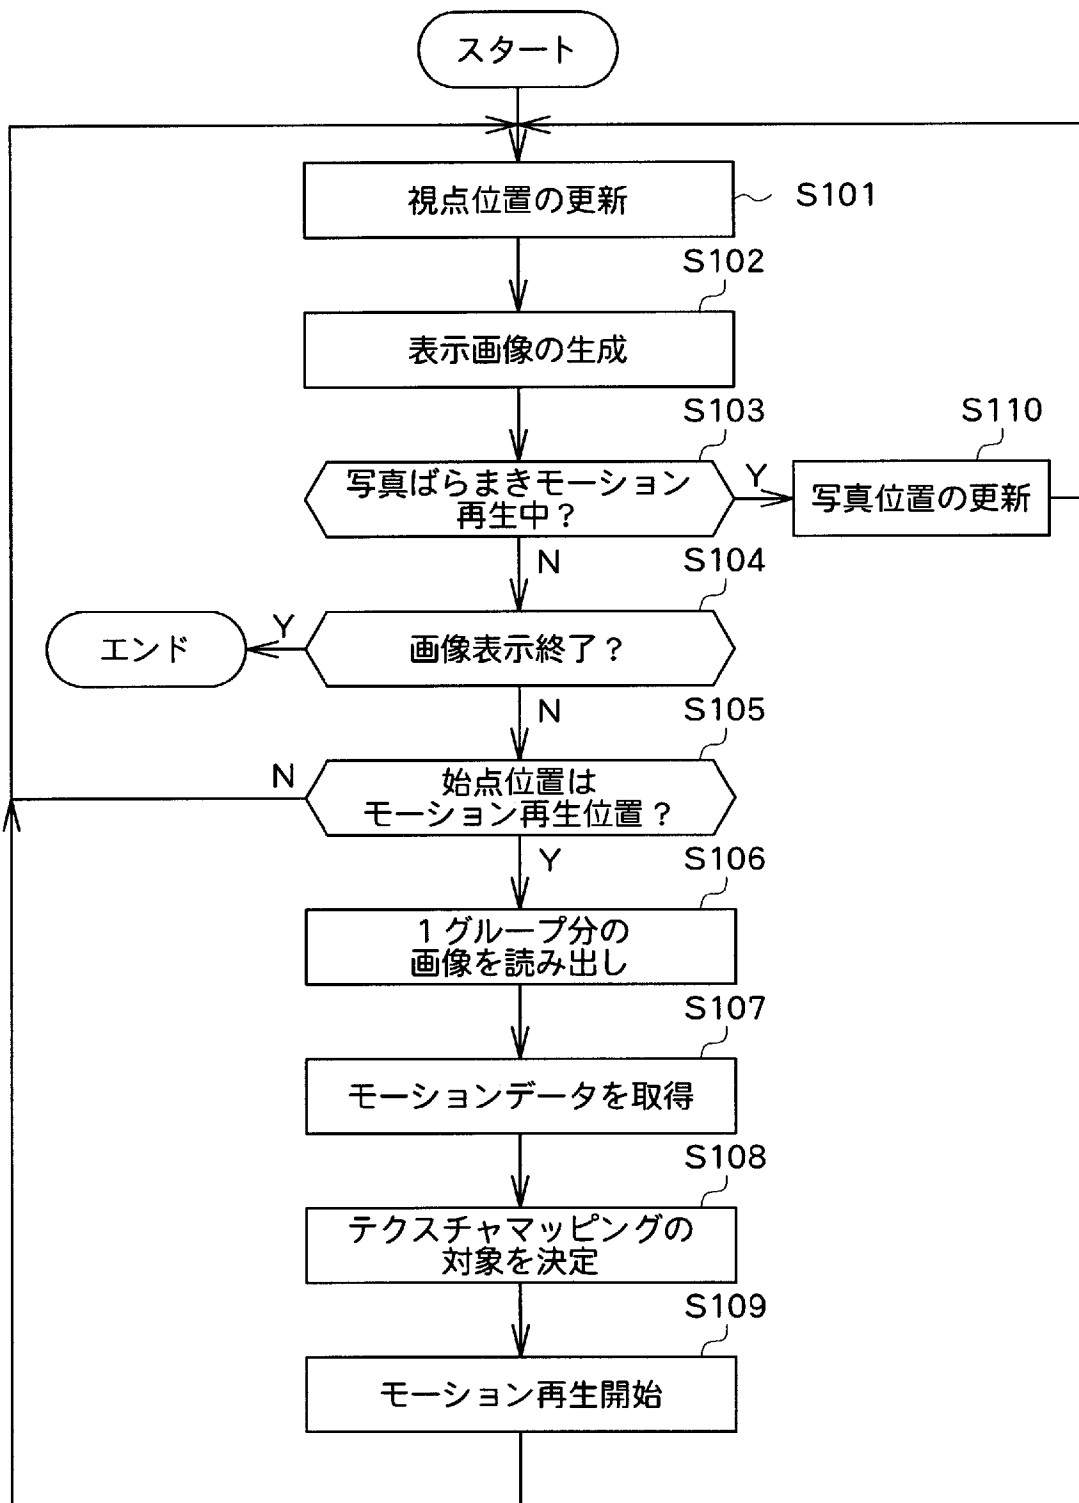 スタート
視点位置の更新
S101
S102
表示画像の生成
S103
写真ばらまきモーション
再生中？
Y
S110
写真位置の更新
N
S104
画像表示終了？
Y
エンド
N
S105
始点位置は
モーション再生位置？
N
Y
S106
1グループ分の
画像を読み出し
S107
モーションデータを取得
S108
テクスチャマッピングの
対象を決定
S109
モーション再生開始